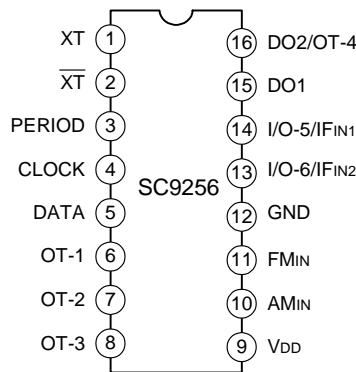 XT 1 16 DO2/OT-4
XT 2 15 DO1
PERIOD 3 14 I/O-5/IFIN1
CLOCK 4 13 I/O-6/IFIN2
SC9256
DATA 5 12 GND
OT-1 6 11 FMIN
OT-2 7 10 AMIN
OT-3 8 9 VDD